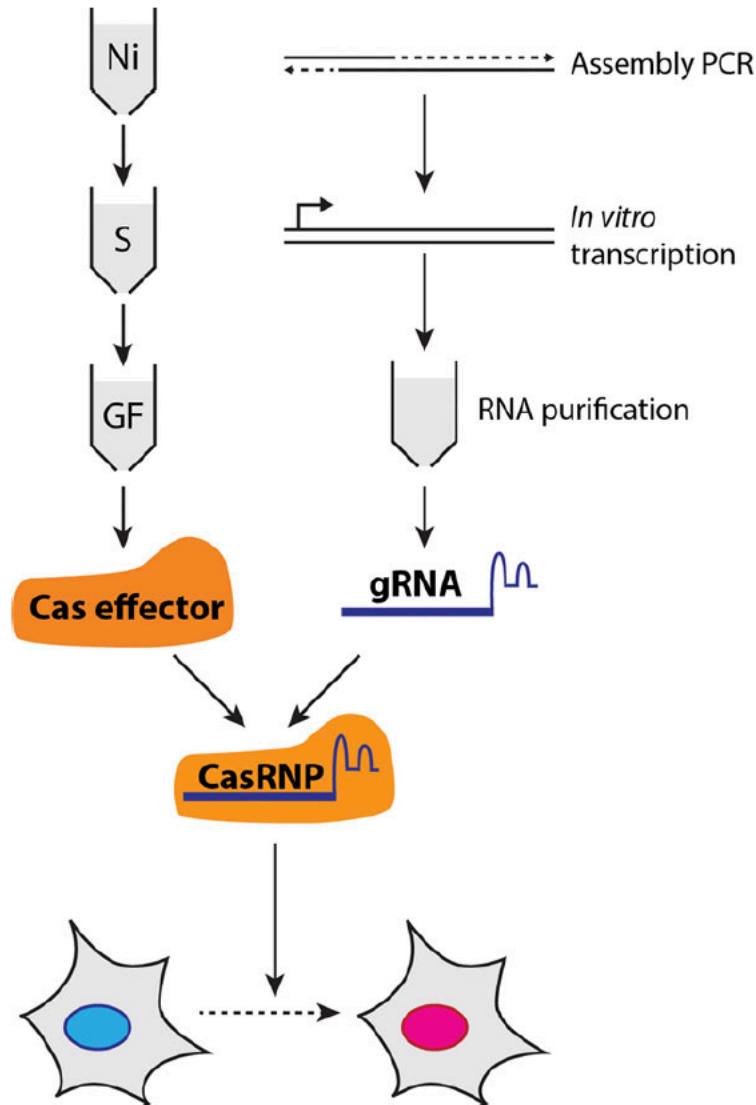 Ni
Assembly PCR
S
In vitro
transcription
GF
RNA purification
Cas effector
gRNA
CasRNP